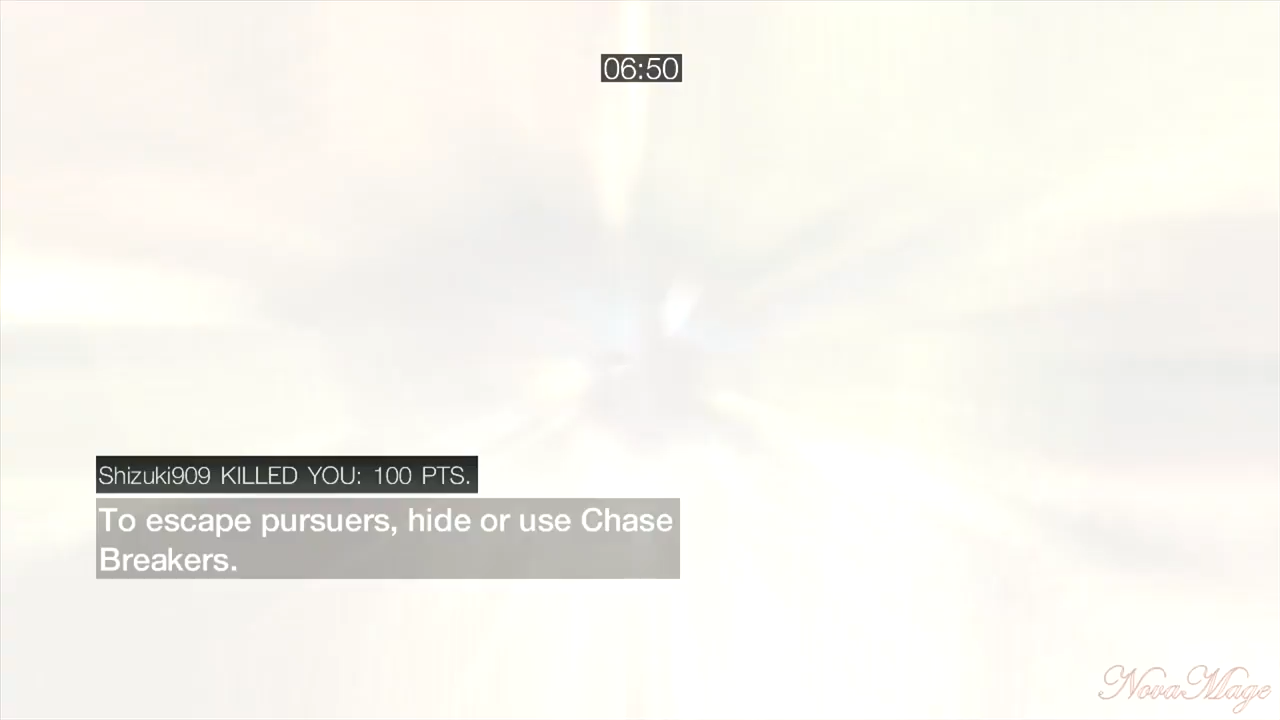 06:50
Shizuki909 KILLED YOU: 100 PTS.
To escape pursuers, hide or use Chase
Breakers.
NovaMage